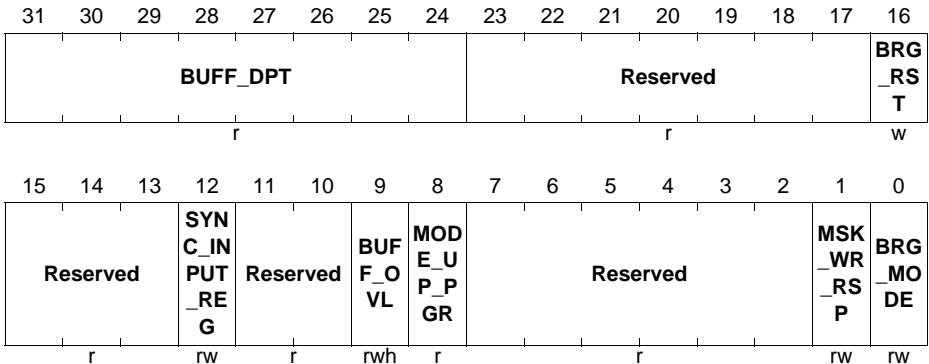 31 30 29 28 27 26 25 24 23 22 21 20 19 18 17 16
BUFF_DPT Reserved BRG
_RS
T
r r w
15 14 13 12 11 10 9 8 7 6 5 4 3 2 1 0
Reserved SYN
C_IN
PUT
_RE
G Reserved BUF
F_O
VL MOD
E_U
P_P
GR Reserved MSK
_WR
_RS
P BRG
_MO
DE
r rw r rwh r r rw rw